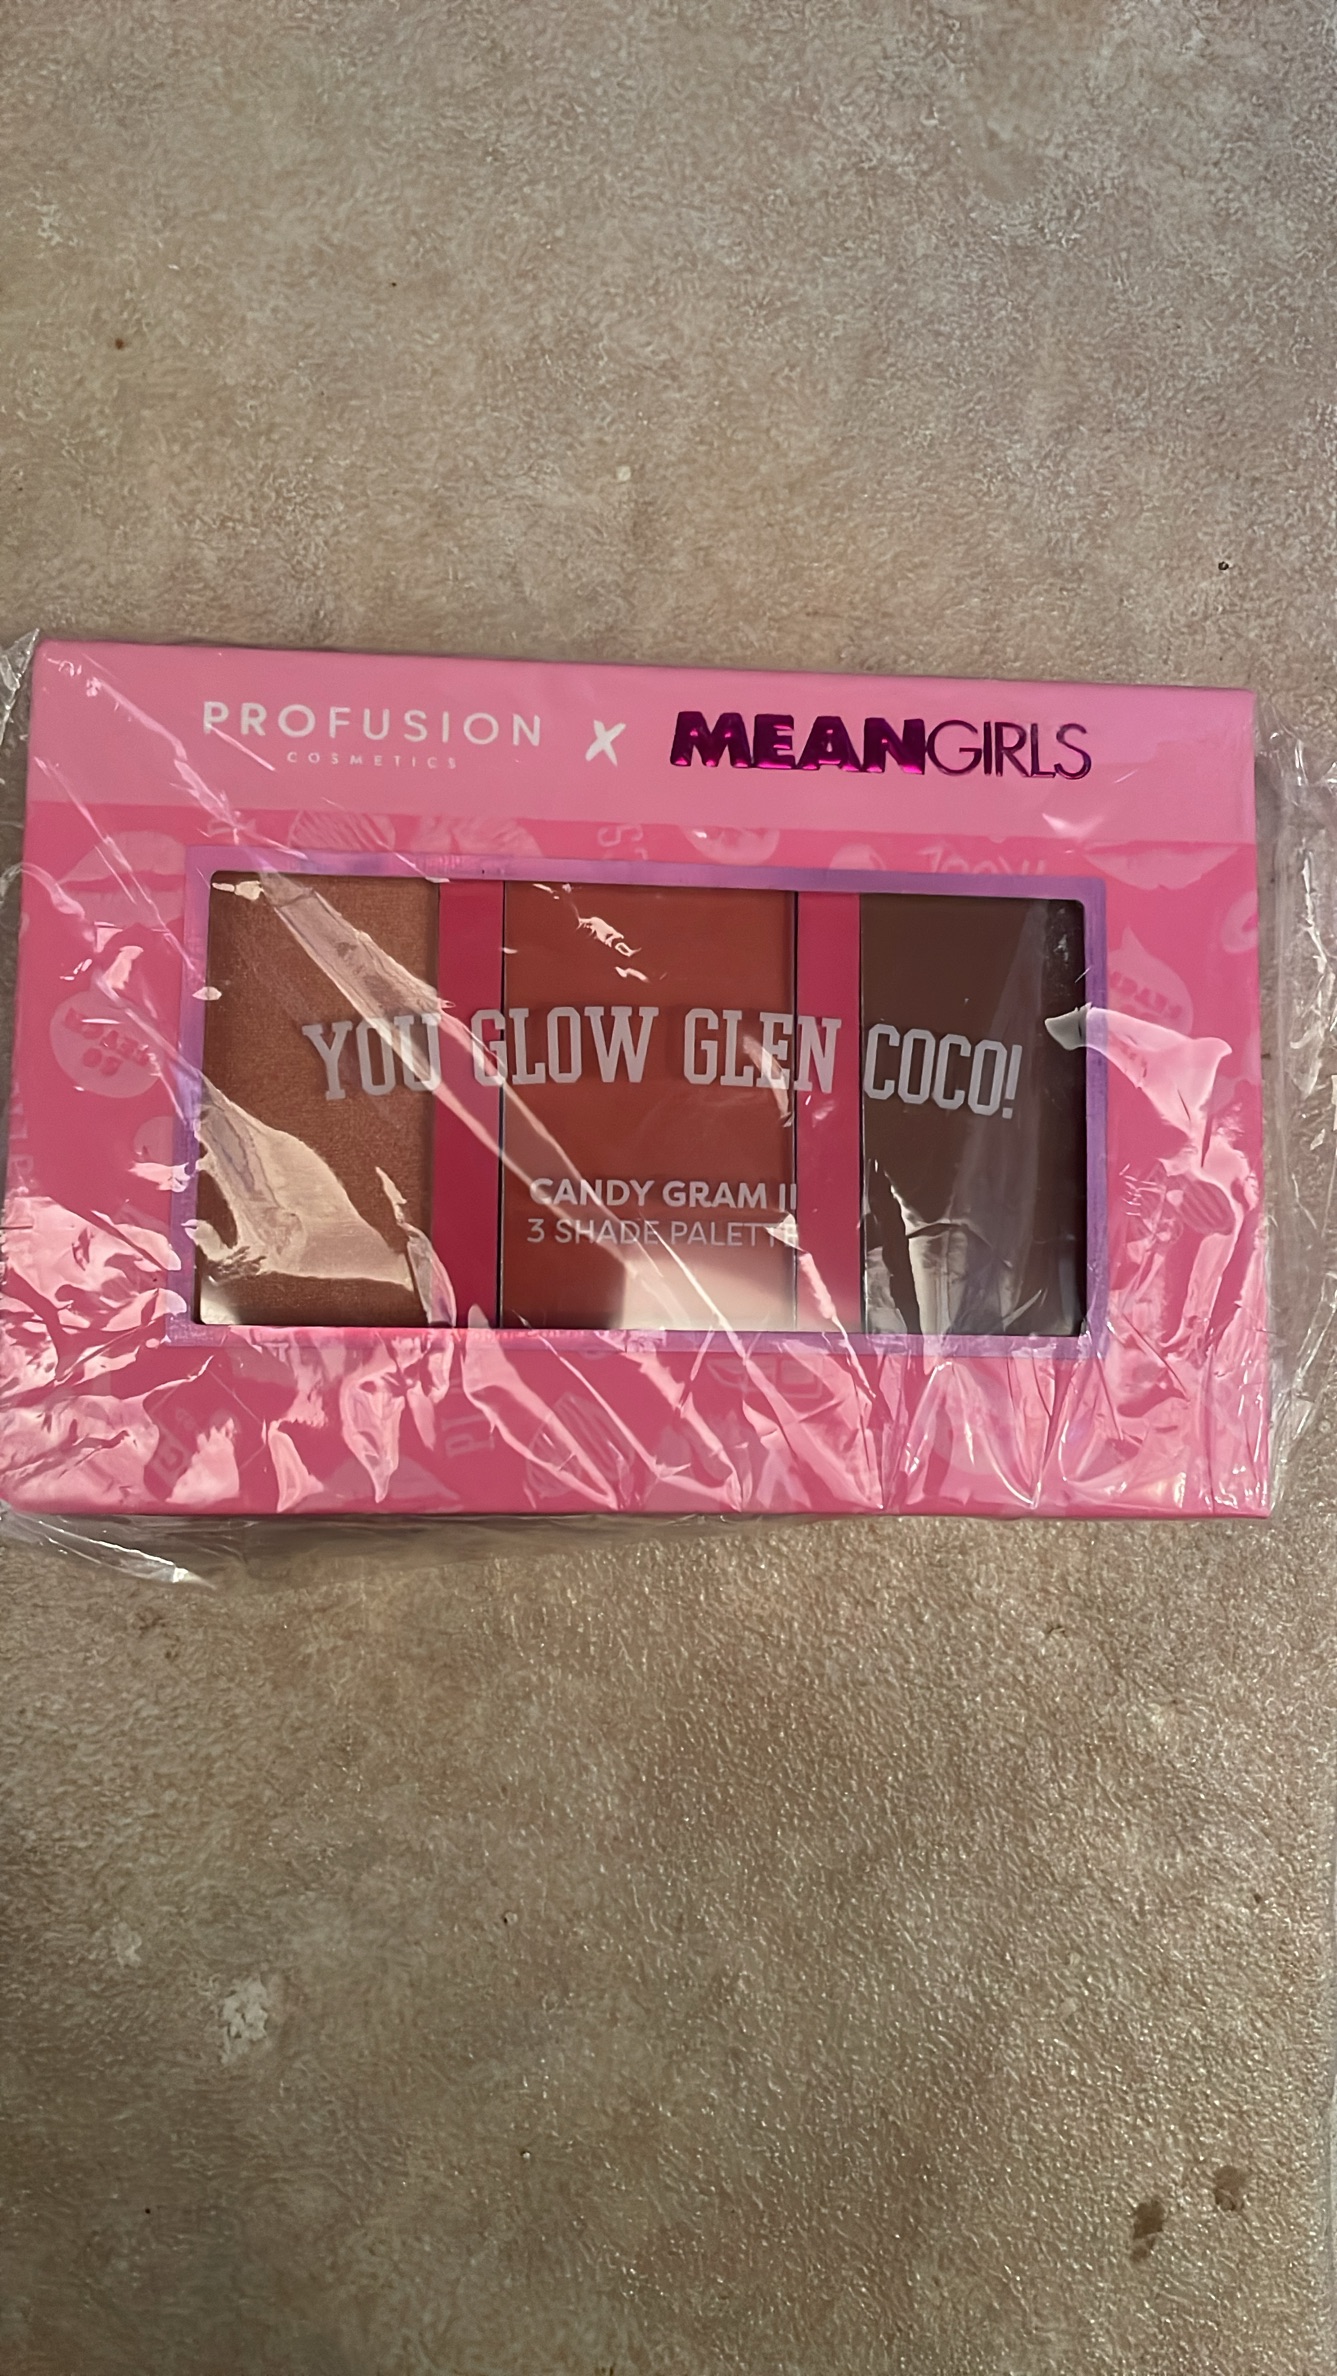 PROFUSION X MEANGIRLS
COSMETICS
YOU GLOW GLEN COCO!
CANDY GRAM II
3 SHADE PALETTE